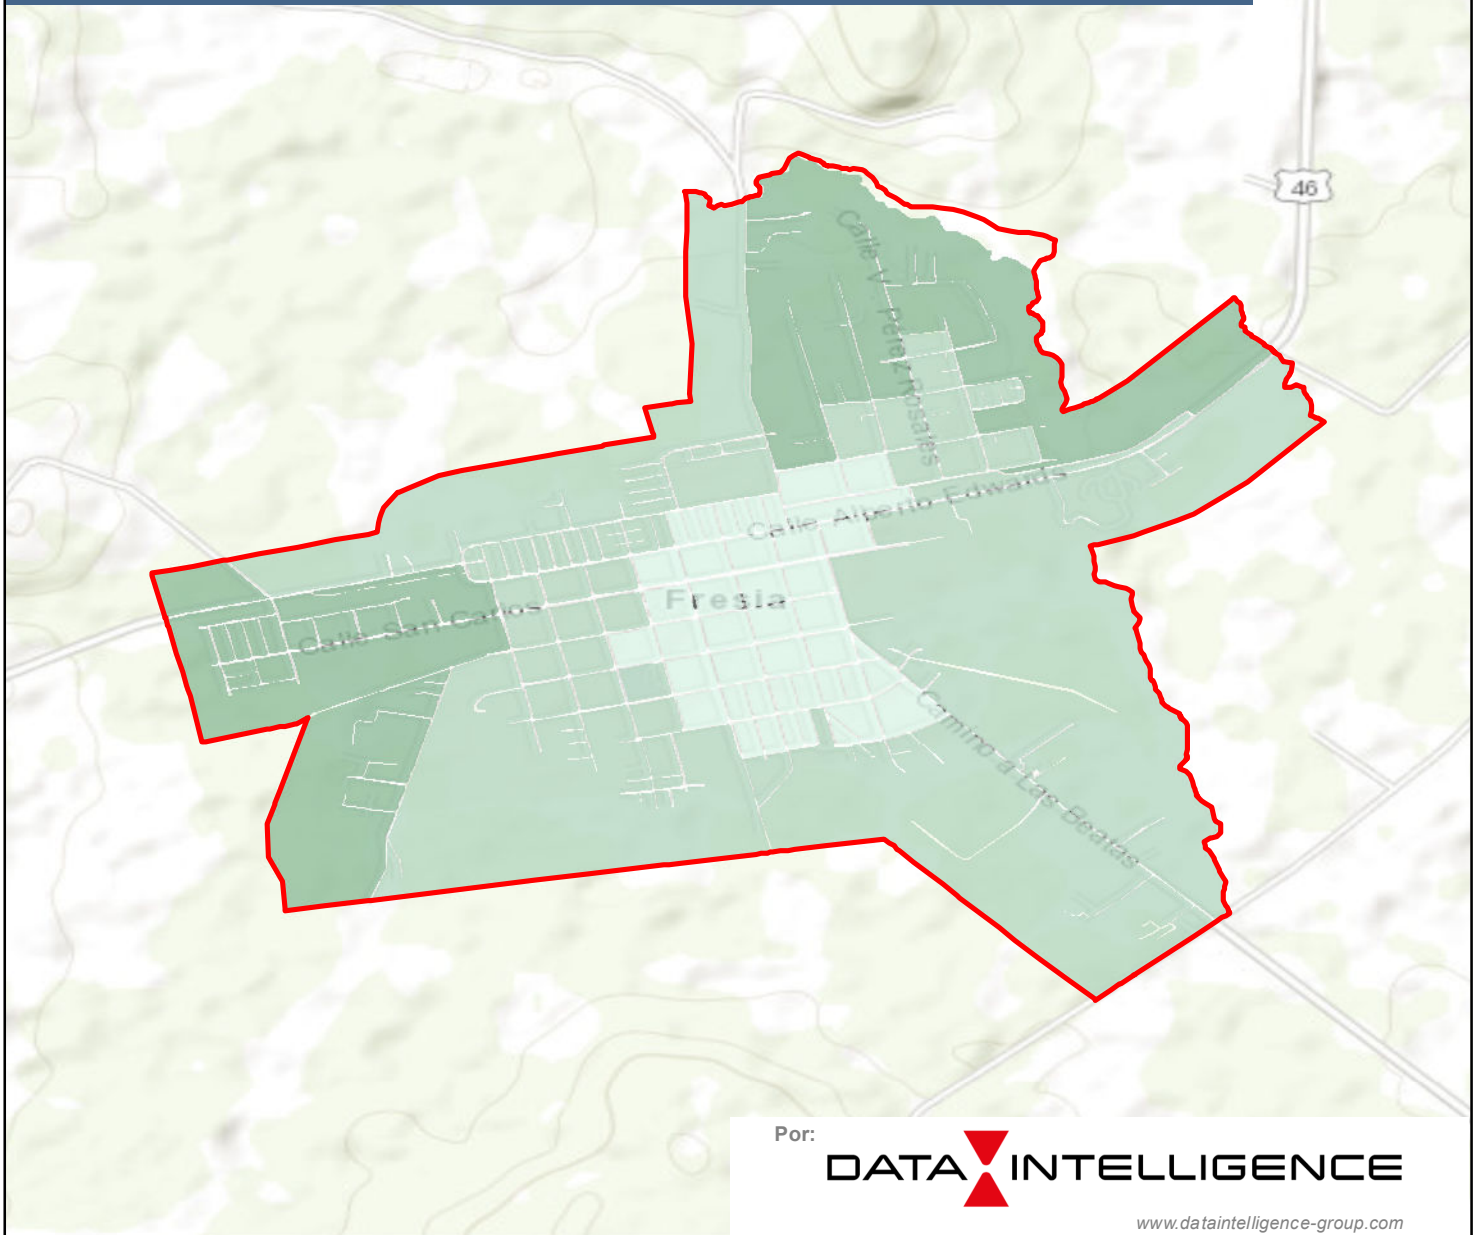 46
Calle V. Pérez Rosales
Calle Alberto Edwards
Fresia
Calle San Carlos
Camino a Las Beatas
Por:
DATA INTELLIGENCE
www.dataintelligence-group.com